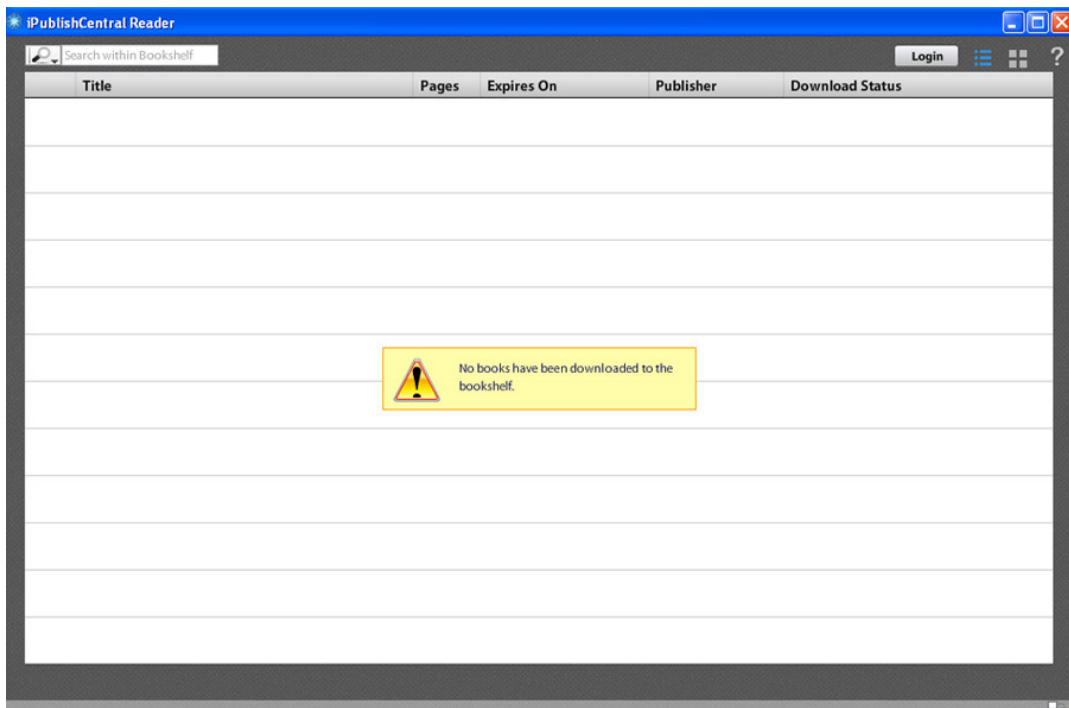 iPublishCentral Reader
Search within Bookshelf Login ?
Title Pages Expires On Publisher Download Status
No books have been downloaded to the
bookshelf.